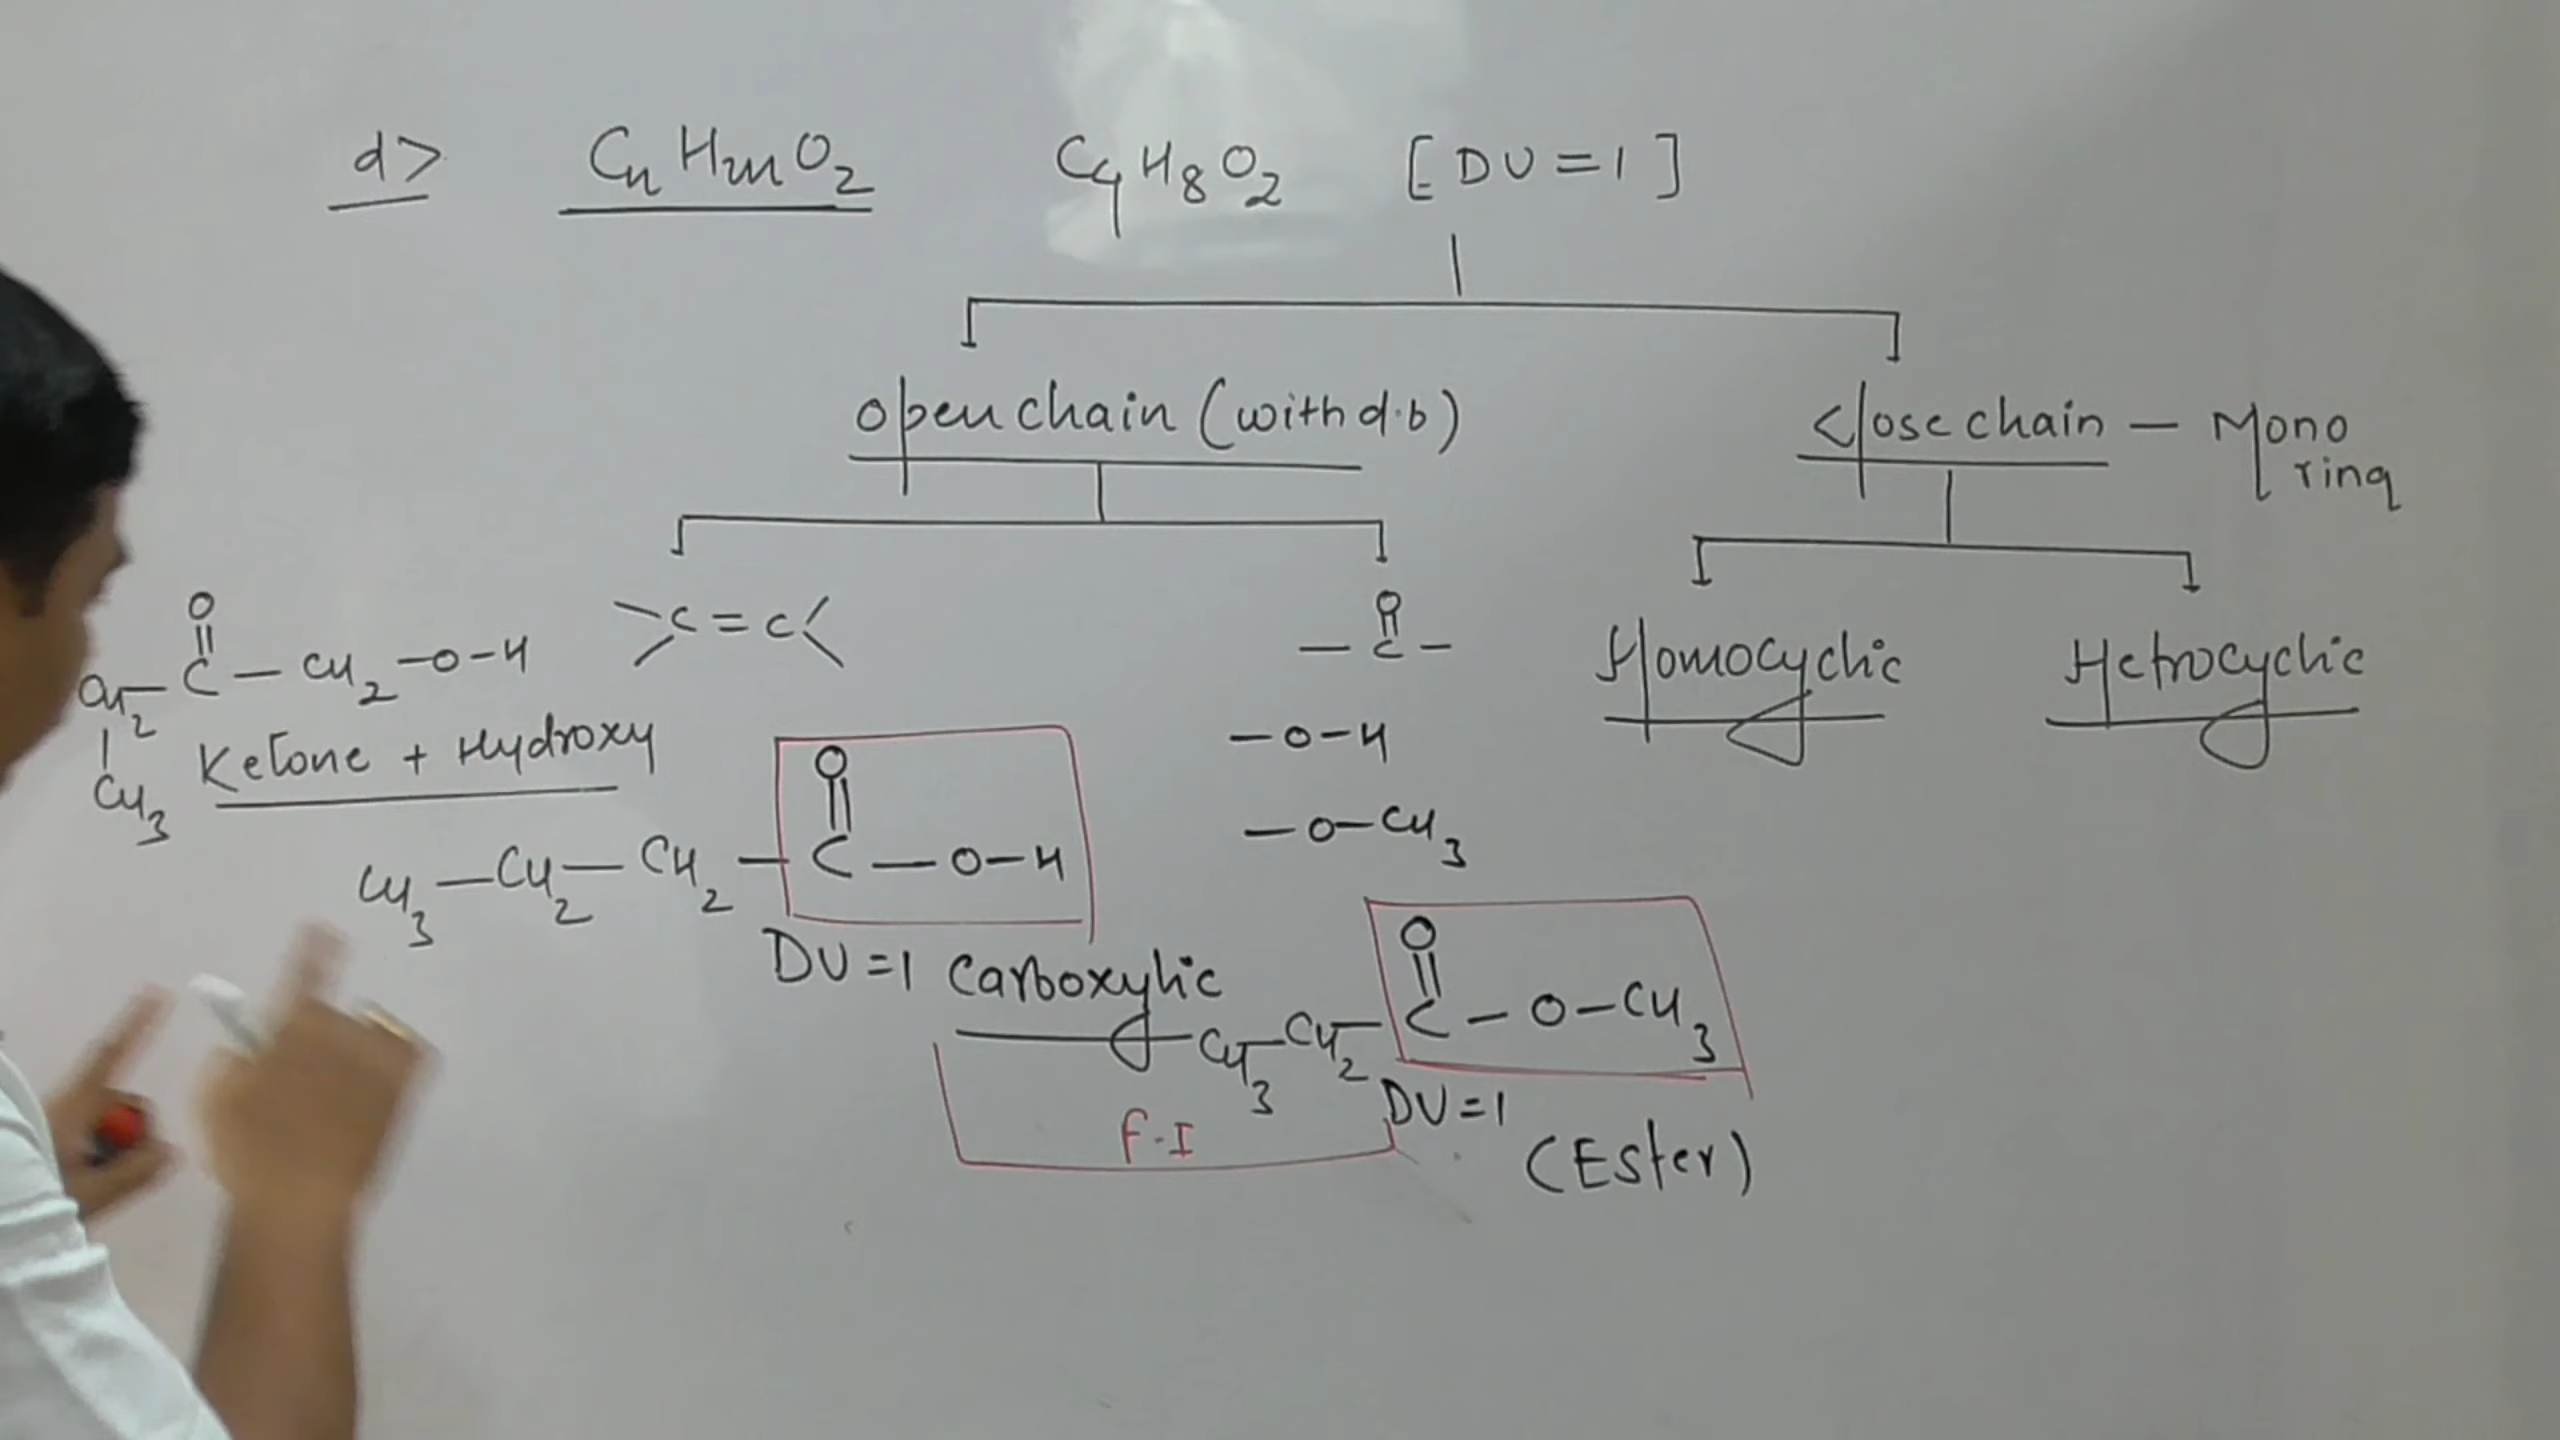 d> CnH2nO2 C4H8O2 [DU=1]
open chain (with d.b) close chain — Mono
ring
>C=C< O
||
—C— Homocyclic Hetrocyclic
O
||
CH2—C—CH2—O—H
|
CH3
Ketone + Hydroxy
—O—H
—O—CH3
O
||
CH3—CH2—CH2—C—O—H
DU=1 Carboxylic
O
||
CH3—CH2—C—O—CH3
DU=1
F.I
(Ester)